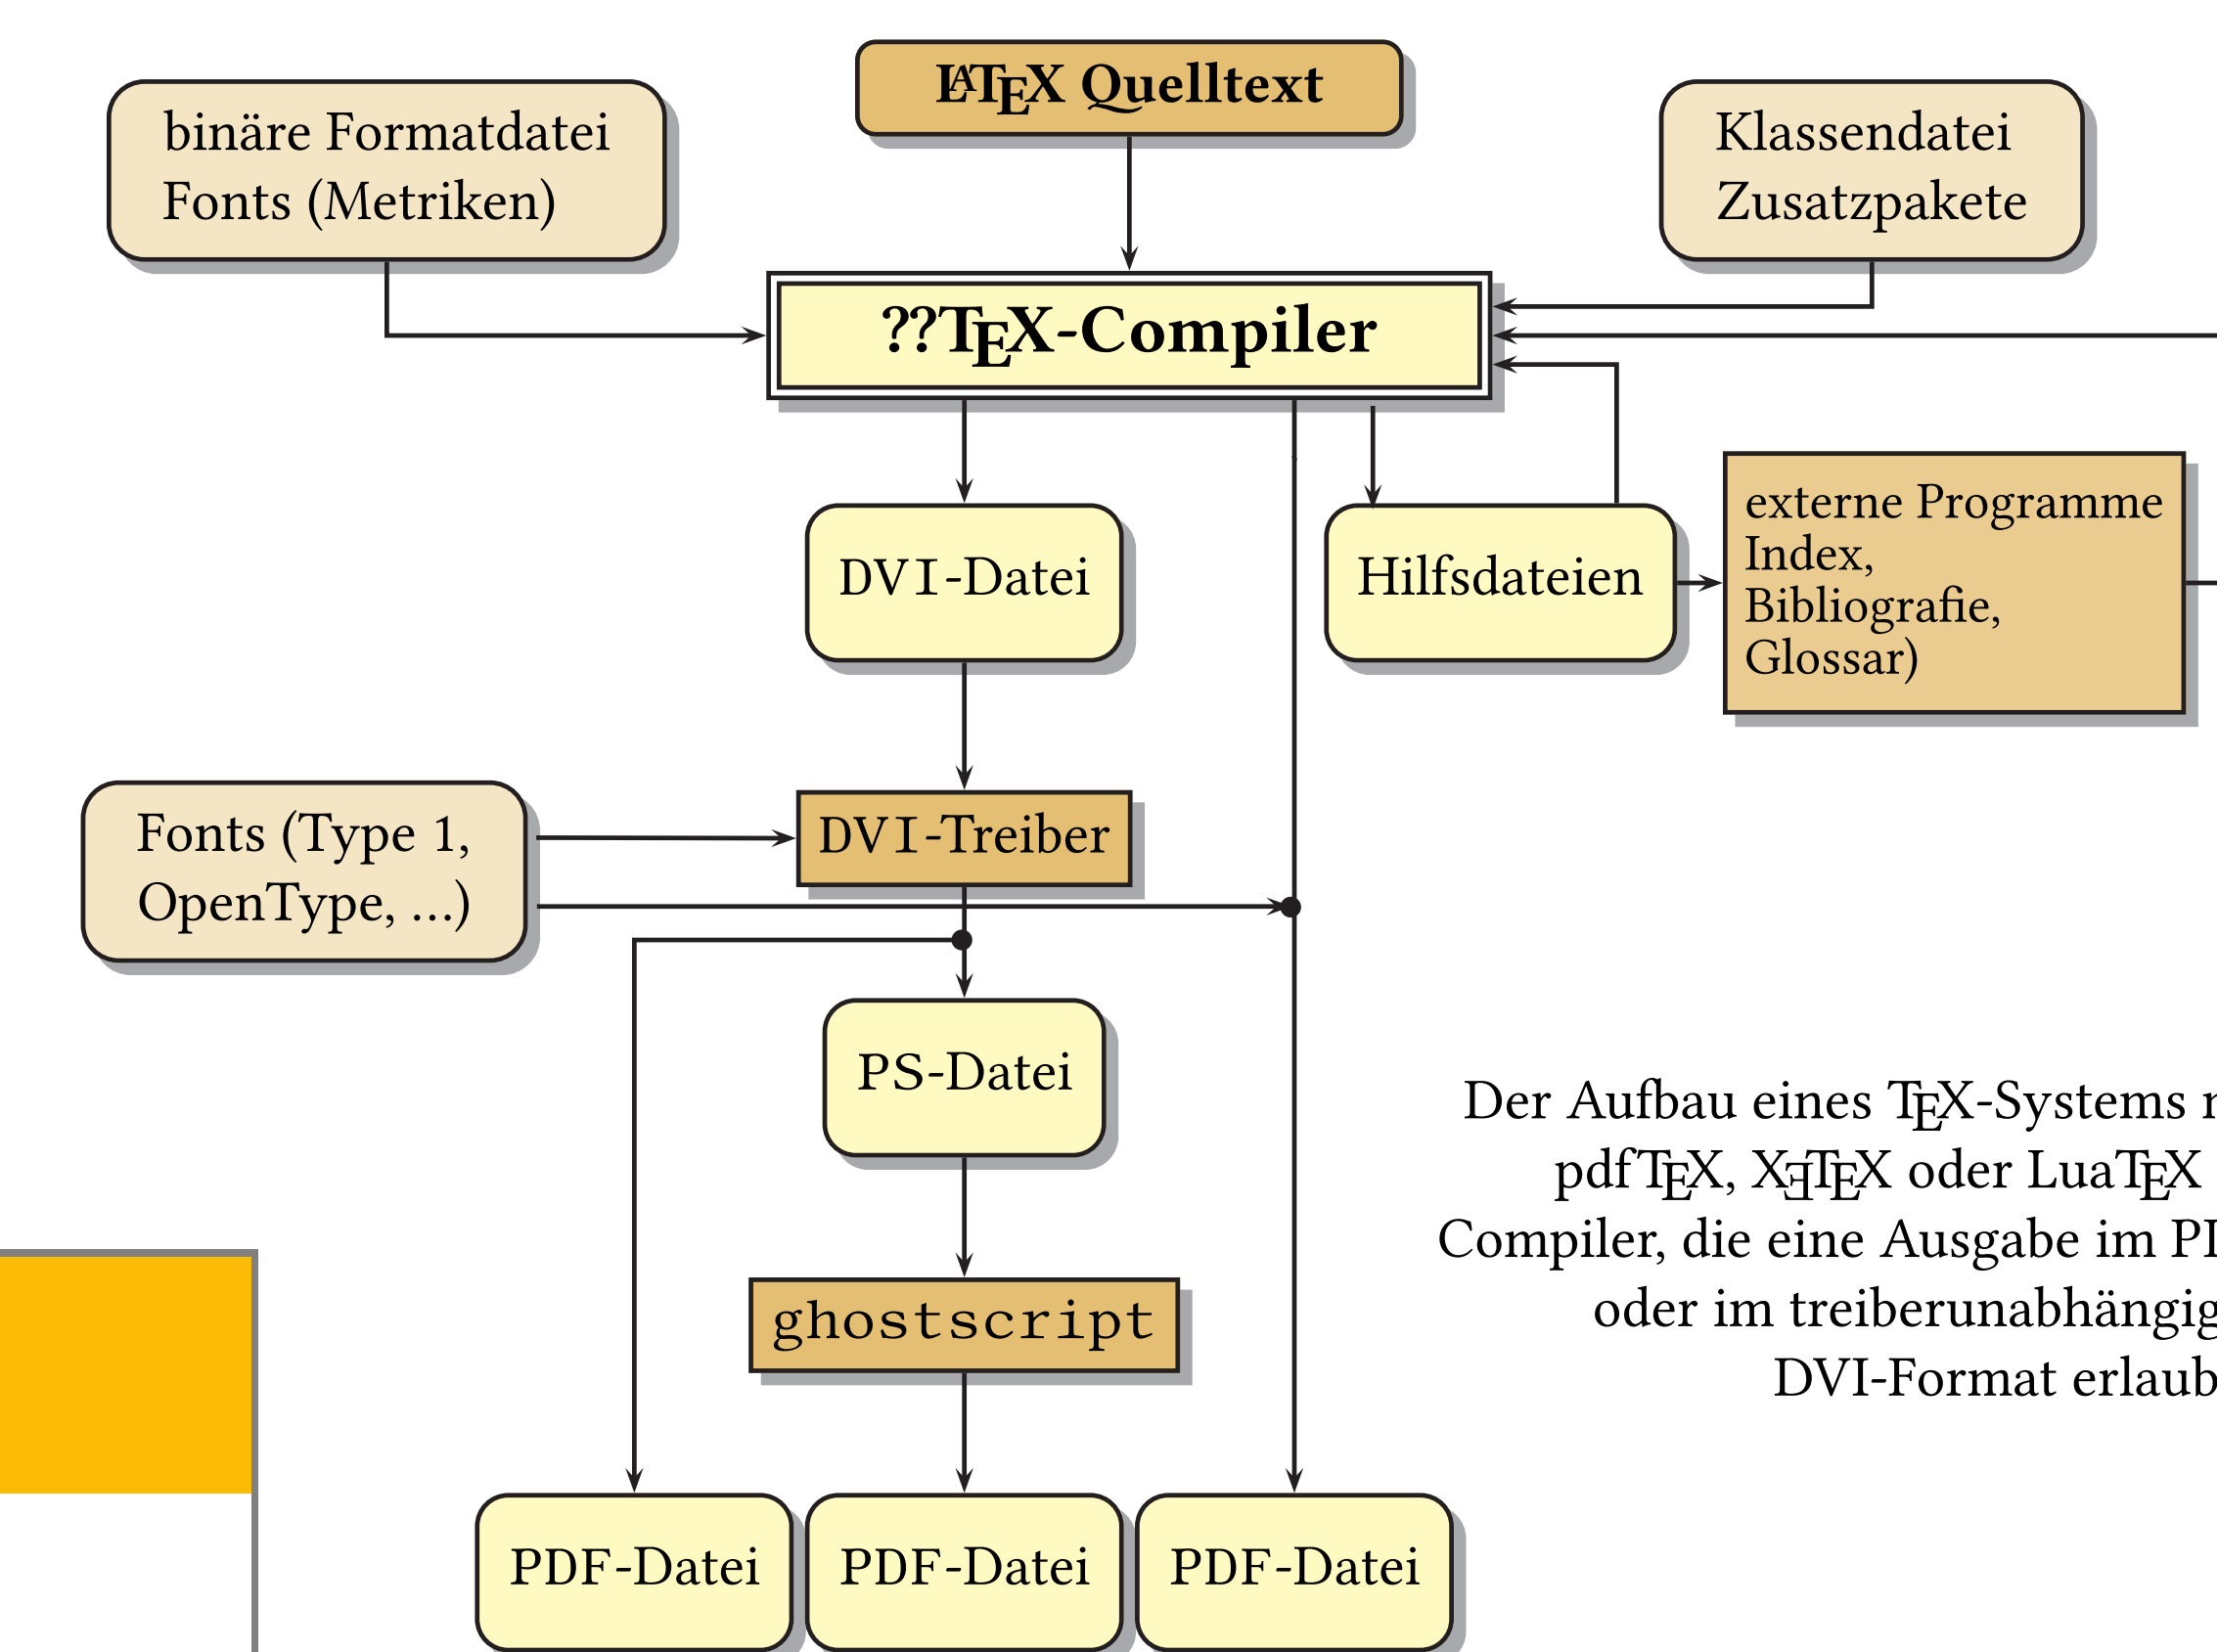 LATEX Quelltext
binäre Formatdatei
Fonts (Metriken)
Klassendatei
Zusatzpakete
??TEX-Compiler
DVI-Datei
Hilfsdateien
externe Programme
Index,
Bibliografie,
Glossar)
Fonts (Type 1,
OpenType, ...)
DVI-Treiber
PS-Datei
ghostscript
PDF-Datei
PDF-Datei
PDF-Datei
Der Aufbau eines TEX-Systems
pdfTEX, XƎTEX oder LuaTEX
Compiler, die eine Ausgabe im
oder im
DVI-Format